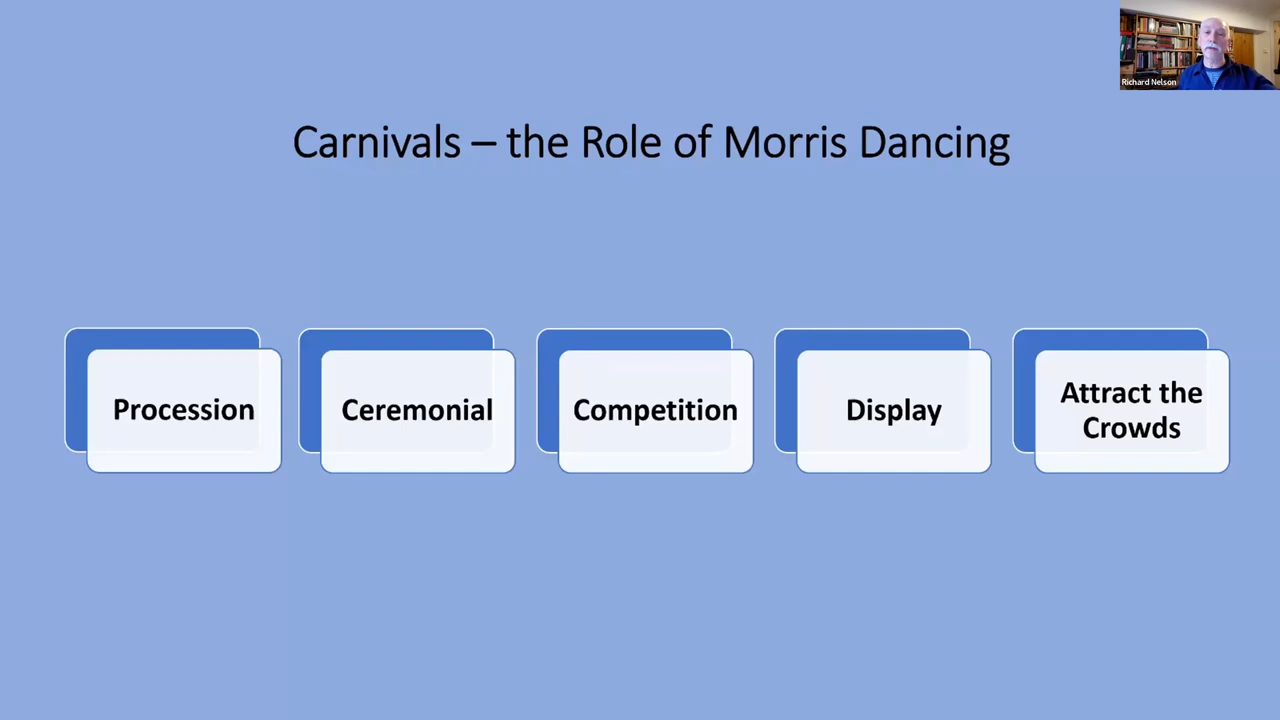 Richard Nelson
Carnivals – the Role of Morris Dancing
Procession
Ceremonial
Competition
Display
Attract the
Crowds